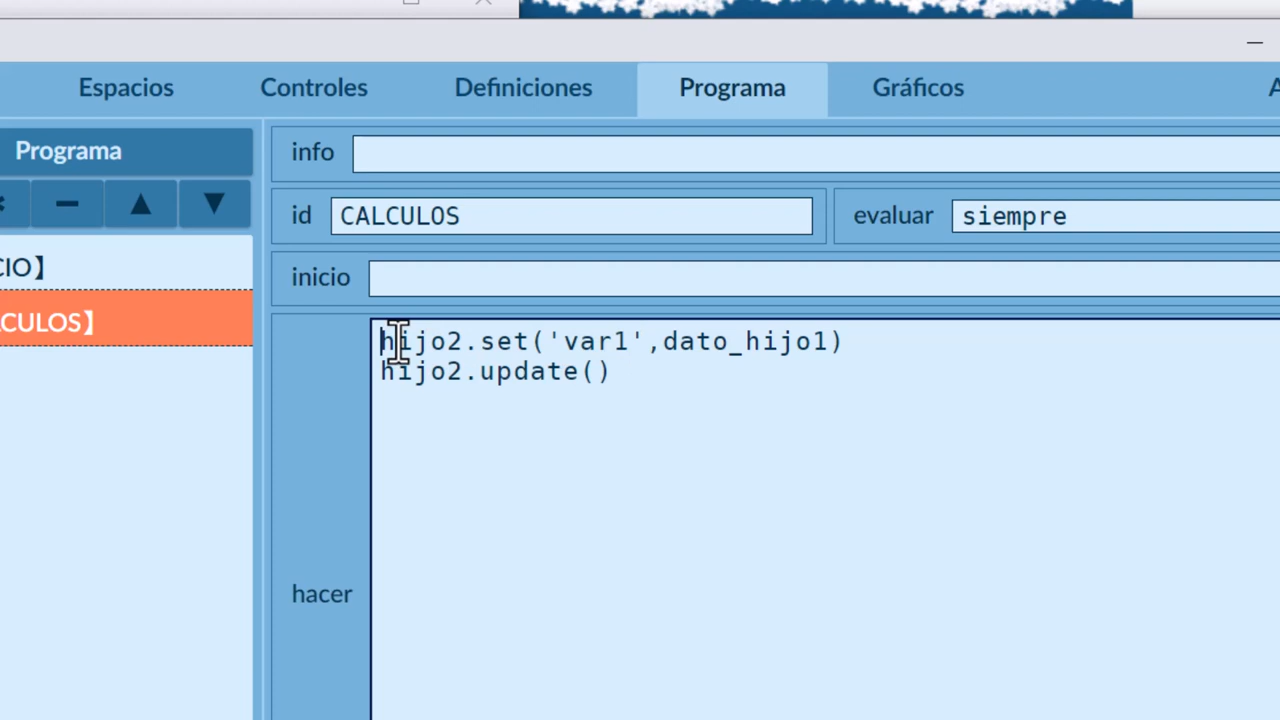 Espacios Controles Definiciones Programa Gráficos
Programa
info
id CALCULOS evaluar siempre
CIO】
inicio
CULOS】
hijo2.set('var1',dato_hijo1)
hijo2.update()
hacer